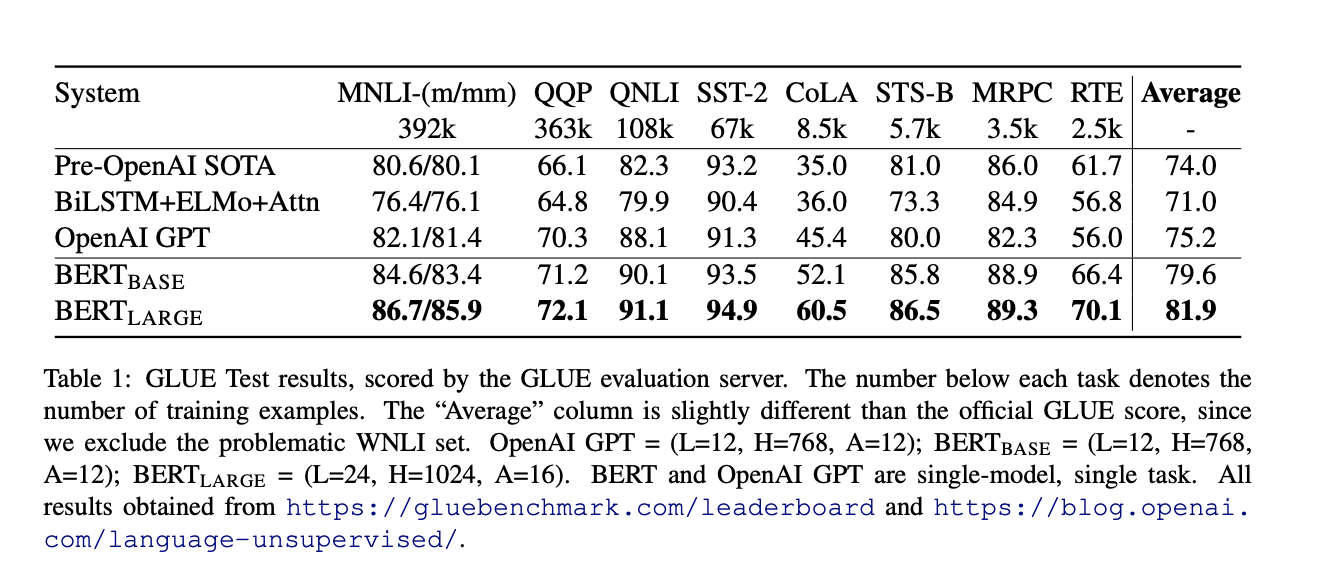 System MNLI-(m/mm) QQP QNLI SST-2 CoLA STS-B MRPC RTE Average
392k 363k 108k 67k 8.5k 5.7k 3.5k 2.5k -
Pre-OpenAI SOTA 80.6/80.1 66.1 82.3 93.2 35.0 81.0 86.0 61.7 74.0
BiLSTM+ELMo+Attn 76.4/76.1 64.8 79.9 90.4 36.0 73.3 84.9 56.8 71.0
OpenAI GPT 82.1/81.4 70.3 88.1 91.3 45.4 80.0 82.3 56.0 75.2
BERTBASE 84.6/83.4 71.2 90.1 93.5 52.1 85.8 88.9 66.4 79.6
BERTLARGE 86.7/85.9 72.1 91.1 94.9 60.5 86.5 89.3 70.1 81.9
Table 1: GLUE Test results, scored by the GLUE evaluation server. The number below each task denotes the
number of training examples. The “Average” column is slightly different than the official GLUE score, since
we exclude the problematic WNLI set. OpenAI GPT = (L=12, H=768, A=12); BERTBASE = (L=12, H=768,
A=12); BERTLARGE = (L=24, H=1024, A=16). BERT and OpenAI GPT are single-model, single task. All
results obtained from https://gluebenchmark.com/leaderboard and https://blog.openai.
com/language-unsupervised/.